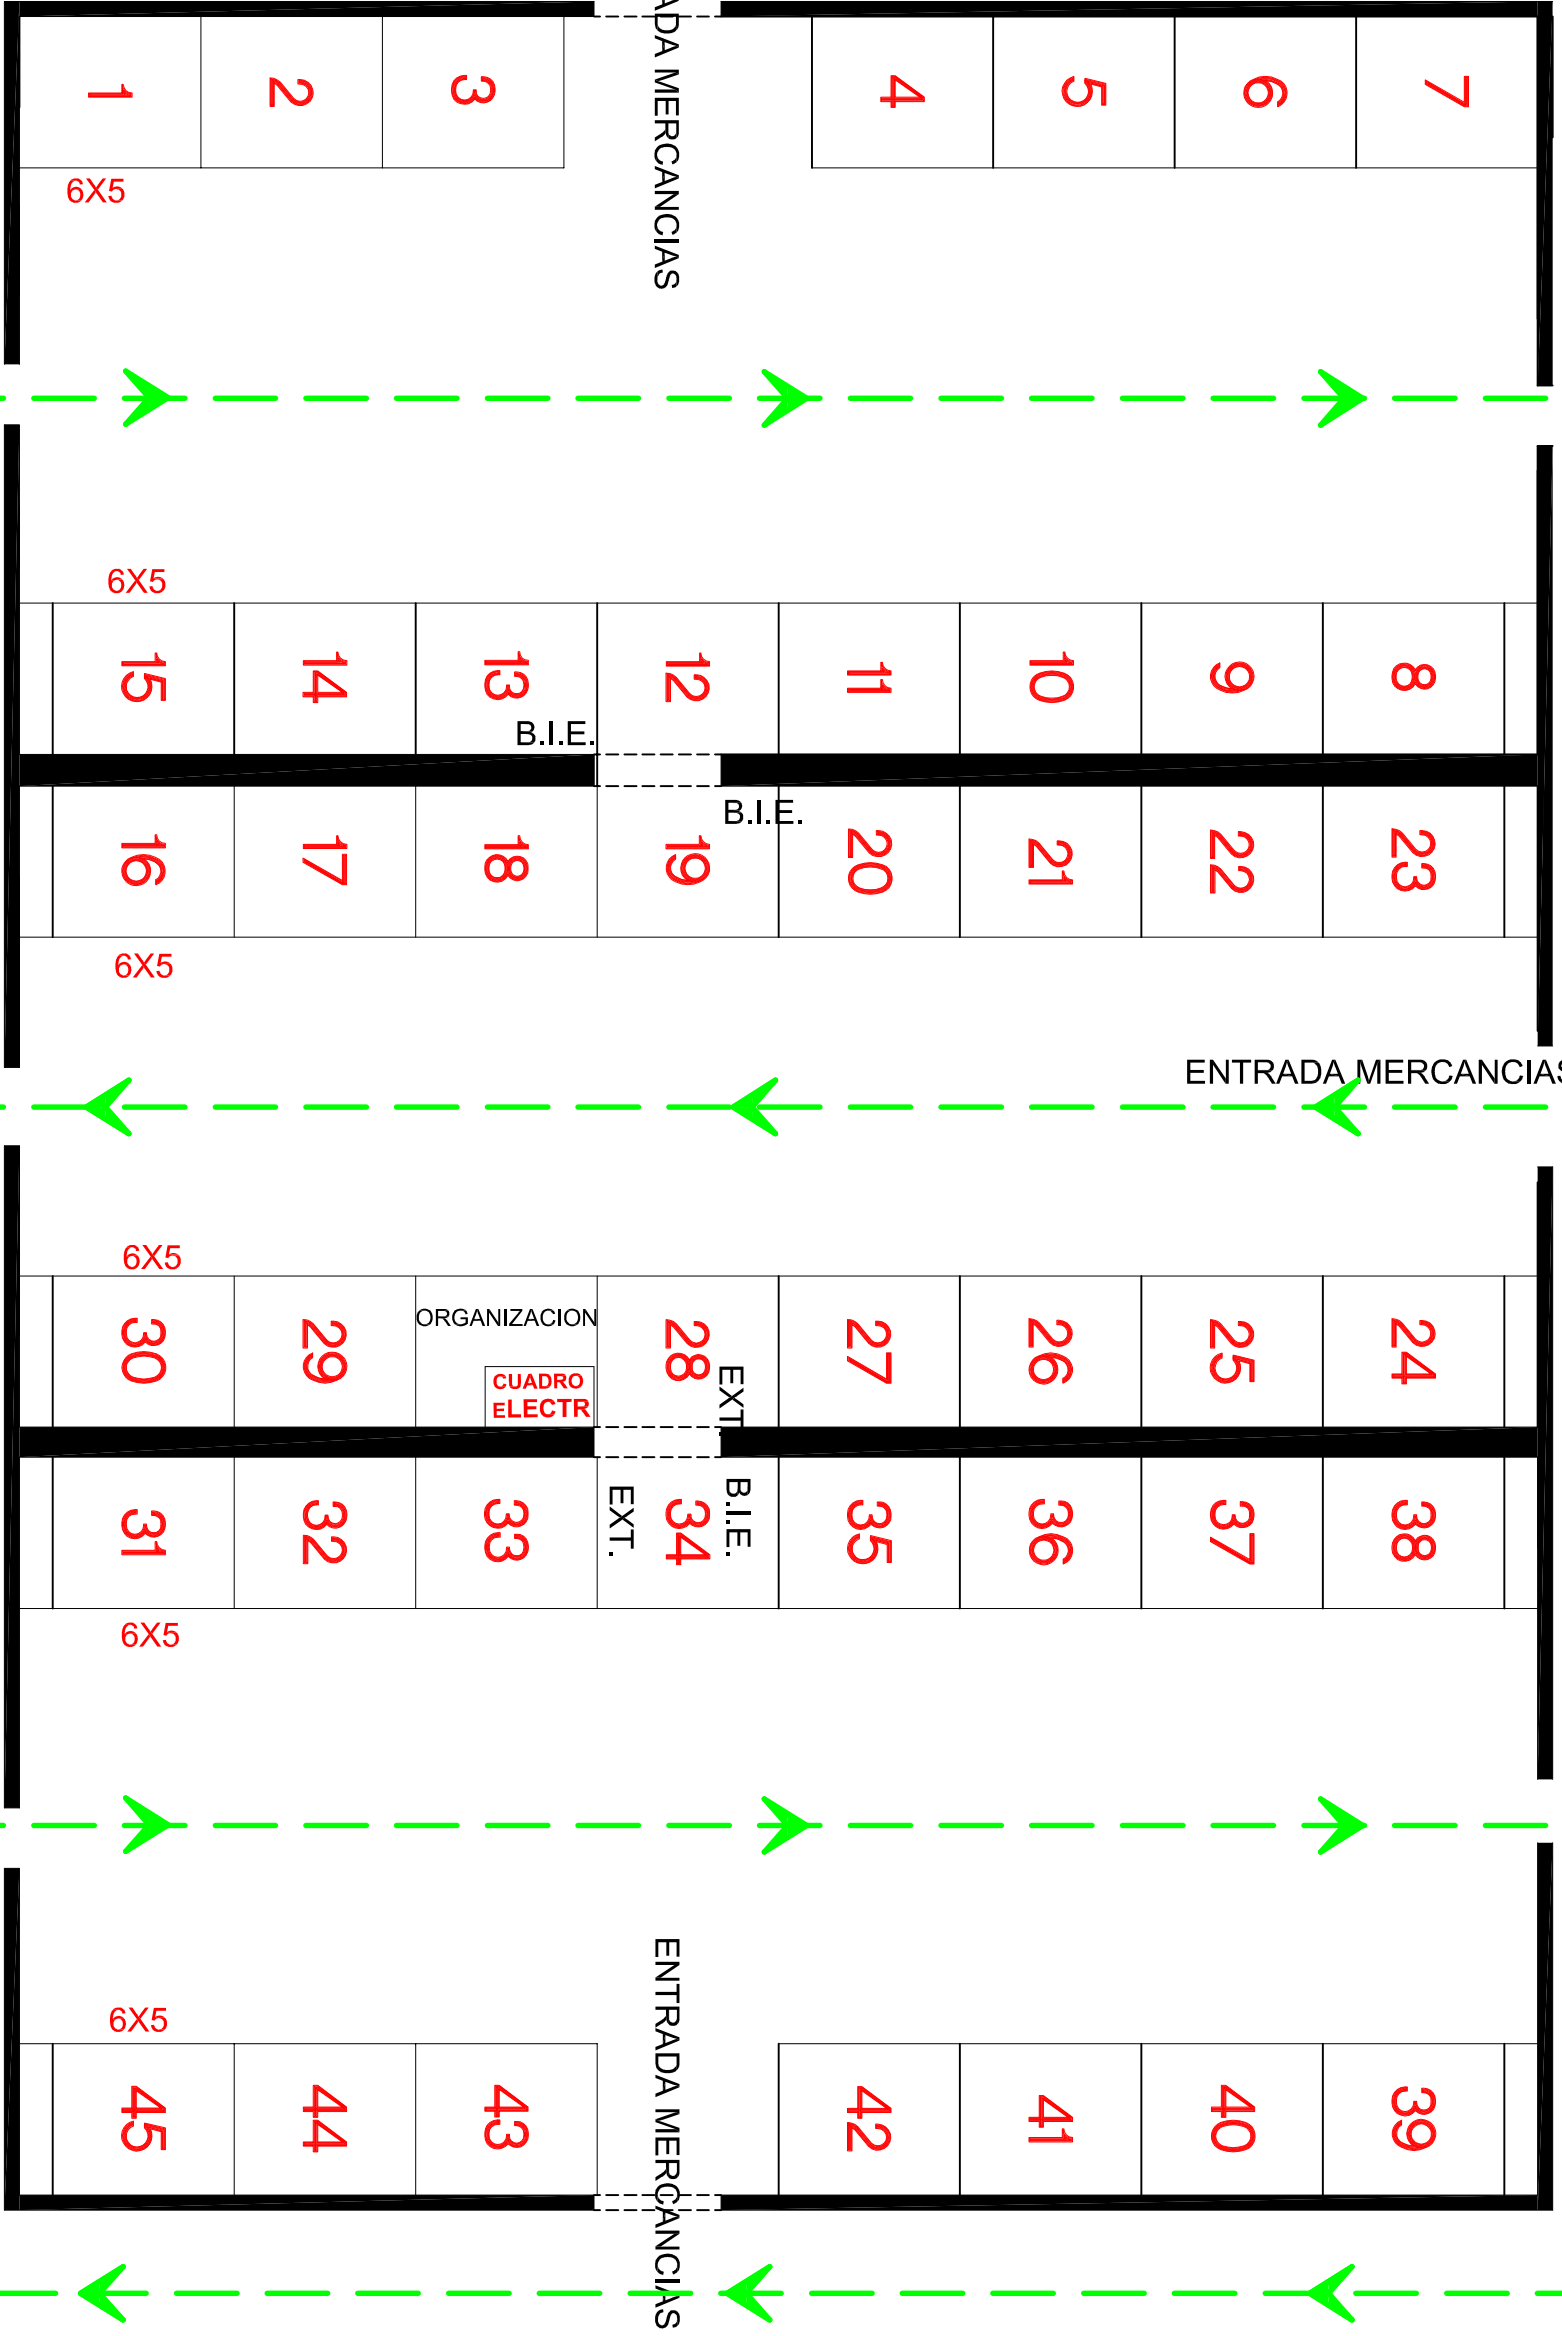 ADA MERCANCIAS
1 2 3 4 5 6 7
6X5
6X5
15 14 13 12 11 10 9 8
B.I.E.
B.I.E.
16 17 18 19 20 21 22 23
6X5
ENTRADA MERCANCIAS
6X5
30 29 ORGANIZACION 28 27 26 25 24
CUADRO
ELECTR
EXT.
EXT.
B.I.E.
31 32 33 34 35 36 37 38
6X5
6X5
ENTRADA MERCANCIAS
45 44 43 42 41 40 39